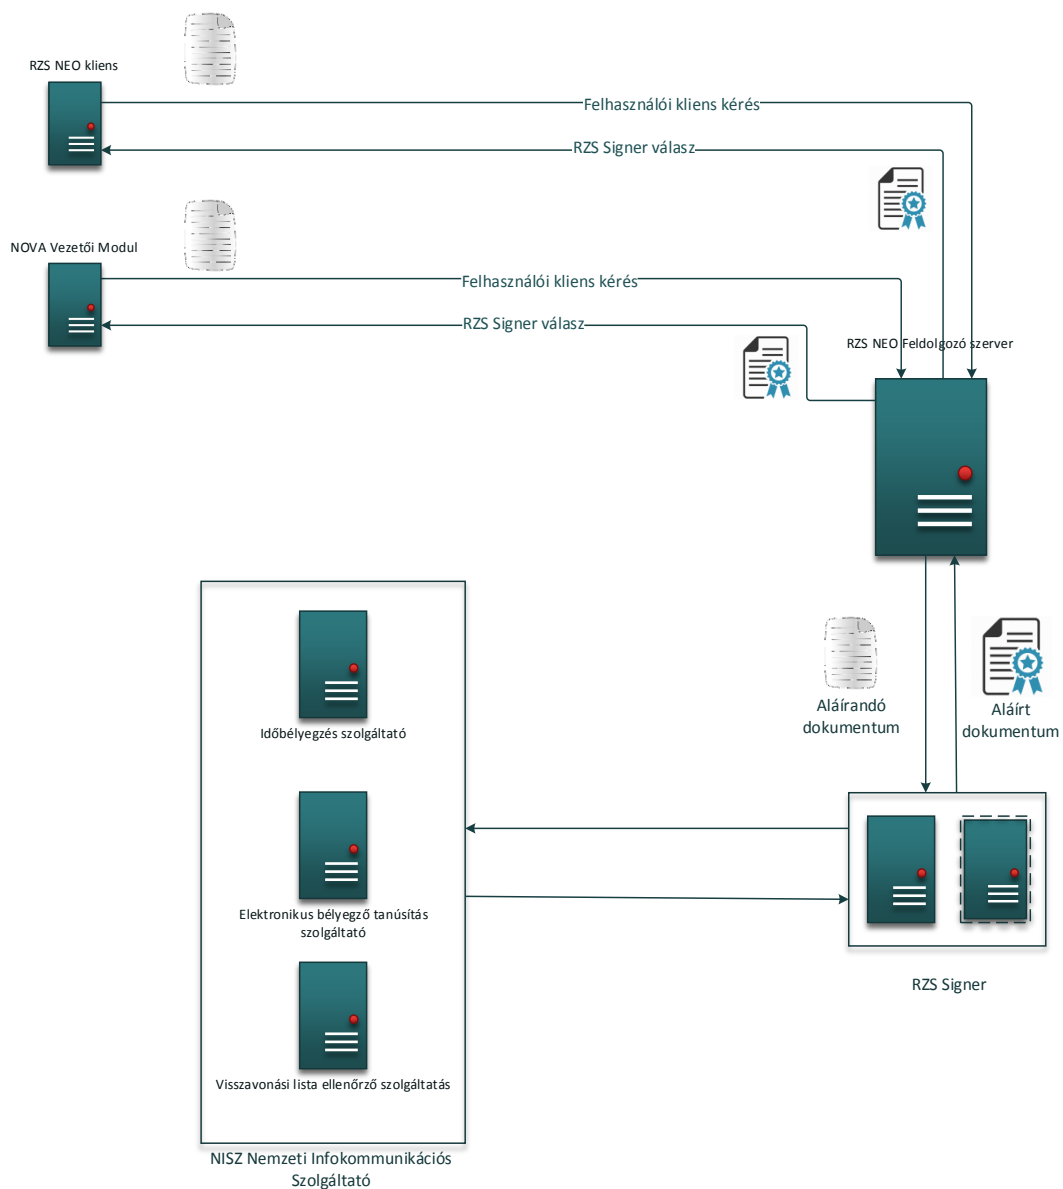 RZS NEO kliens
Felhasználói kliens kérés
RZS Signer válasz
NOVA Vezetői Modul
Felhasználói kliens kérés
RZS Signer válasz
RZS NEO Feldolgozó szerver
Időbélyegzés szolgáltató
Aláírandó
dokumentum
Aláírt
dokumentum
Elektronikus bélyegző tanúsítás
szolgáltató
RZS Signer
Visszavonási lista ellenőrző szolgáltatás
NISZ Nemzeti Infokommunikációs
Szolgáltató